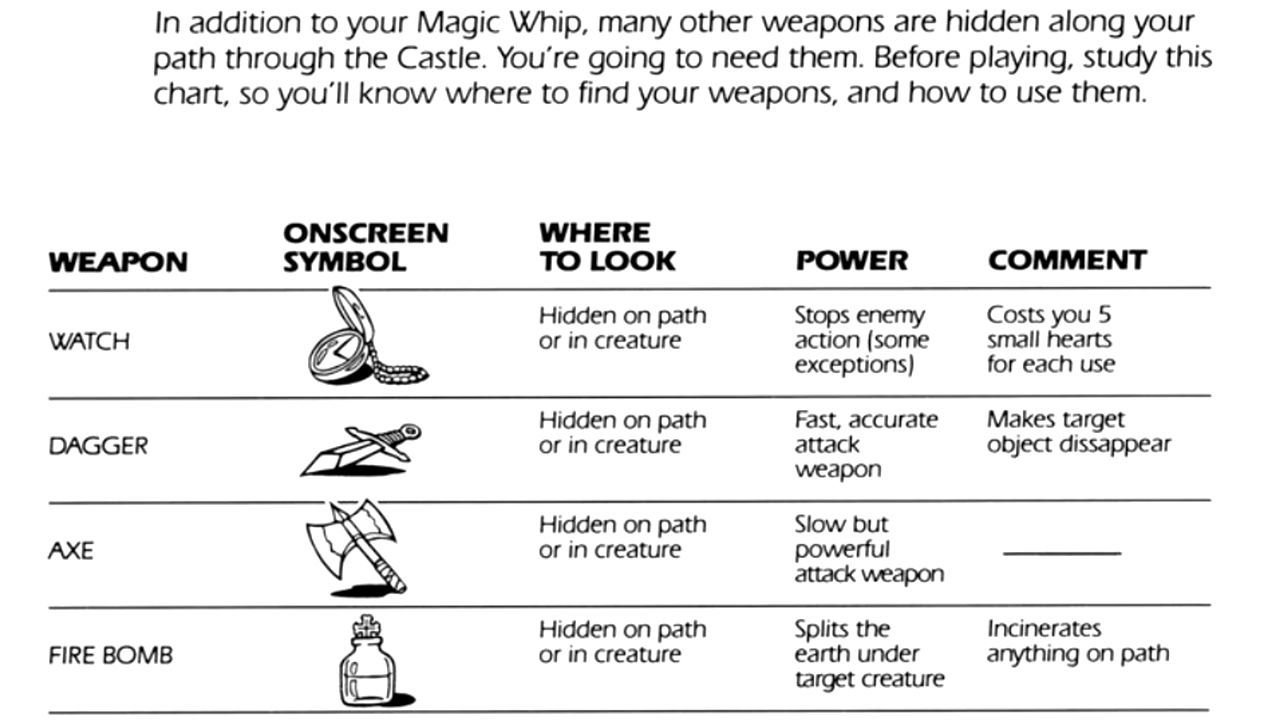 In addition to your Magic Whip, many other weapons are hidden along your
path through the Castle. You're going to need them. Before playing, study this
chart, so you'll know where to find your weapons, and how to use them.
WEAPON
ONSCREEN
SYMBOL
WHERE
TO LOOK
POWER
COMMENT
WATCH
Hidden on path
or in creature
Stops enemy
action (some
exceptions)
Costs you 5
small hearts
for each use
DAGGER
Hidden on path
or in creature
Fast, accurate
attack
weapon
Makes target
object dissappear
AXE
Hidden on path
or in creature
Slow but
powerful
attack weapon
FIRE BOMB
Hidden on path
or in creature
Splits the
earth under
target creature
Incinerates
anything on path